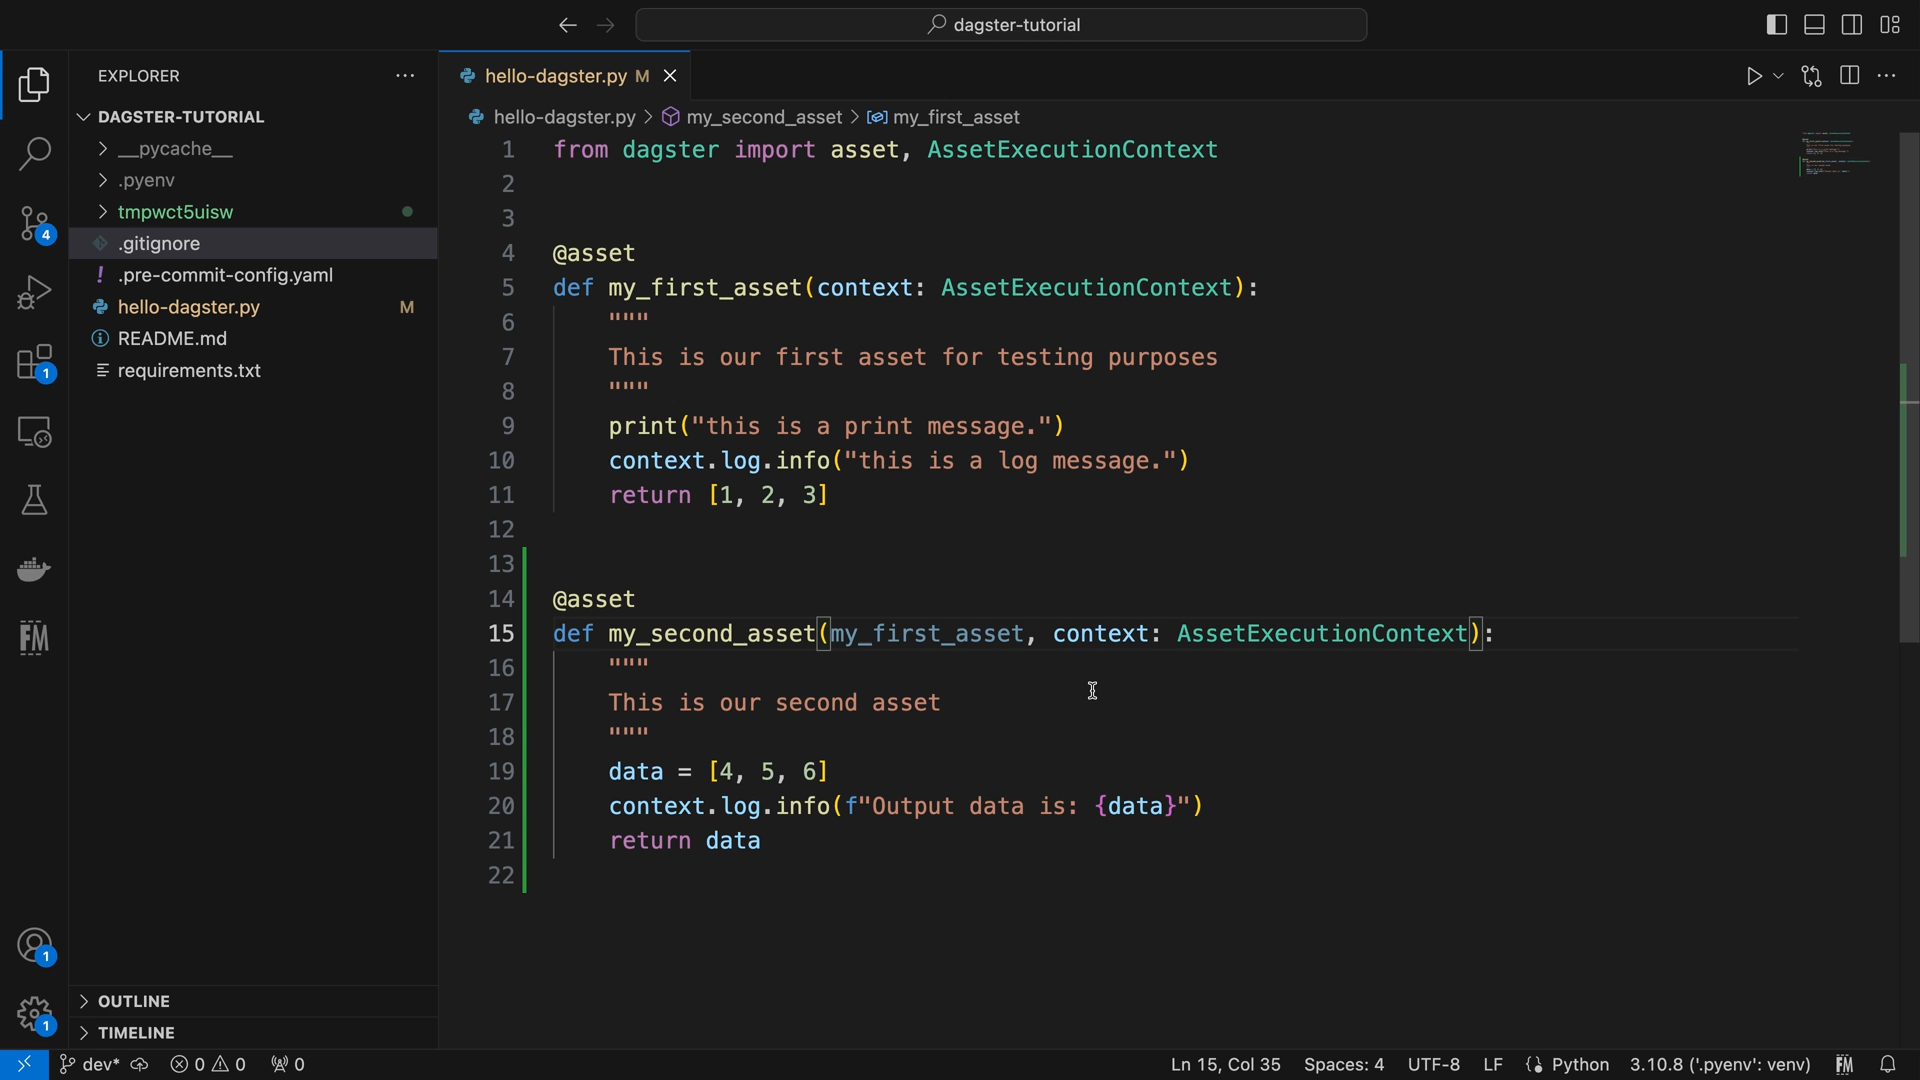 dagster-tutorial
EXPLORER
hello-dagster.py M
DAGSTER-TUTORIAL
hello-dagster.py > my_second_asset > my_first_asset
__pycache__
.pyenv
tmpwct5uisw
.gitignore
! .pre-commit-config.yaml
hello-dagster.py M
README.md
requirements.txt
4
1
FM
1
1
OUTLINE
TIMELINE
1 from dagster import asset, AssetExecutionContext
2
3
4 @asset
5 def my_first_asset(context: AssetExecutionContext):
6 """
7 This is our first asset for testing purposes
8 """
9 print("this is a print message.")
10 context.log.info("this is a log message.")
11 return [1, 2, 3]
12
13
14 @asset
15 def my_second_asset(my_first_asset, context: AssetExecutionContext):
16 """
17 This is our second asset
18 """
19 data = [4, 5, 6]
20 context.log.info(f"Output data is: {data}")
21 return data
22
dev* 0 0 0 Ln 15, Col 35 Spaces: 4 UTF-8 LF Python 3.10.8 ('.pyenv': venv) FM